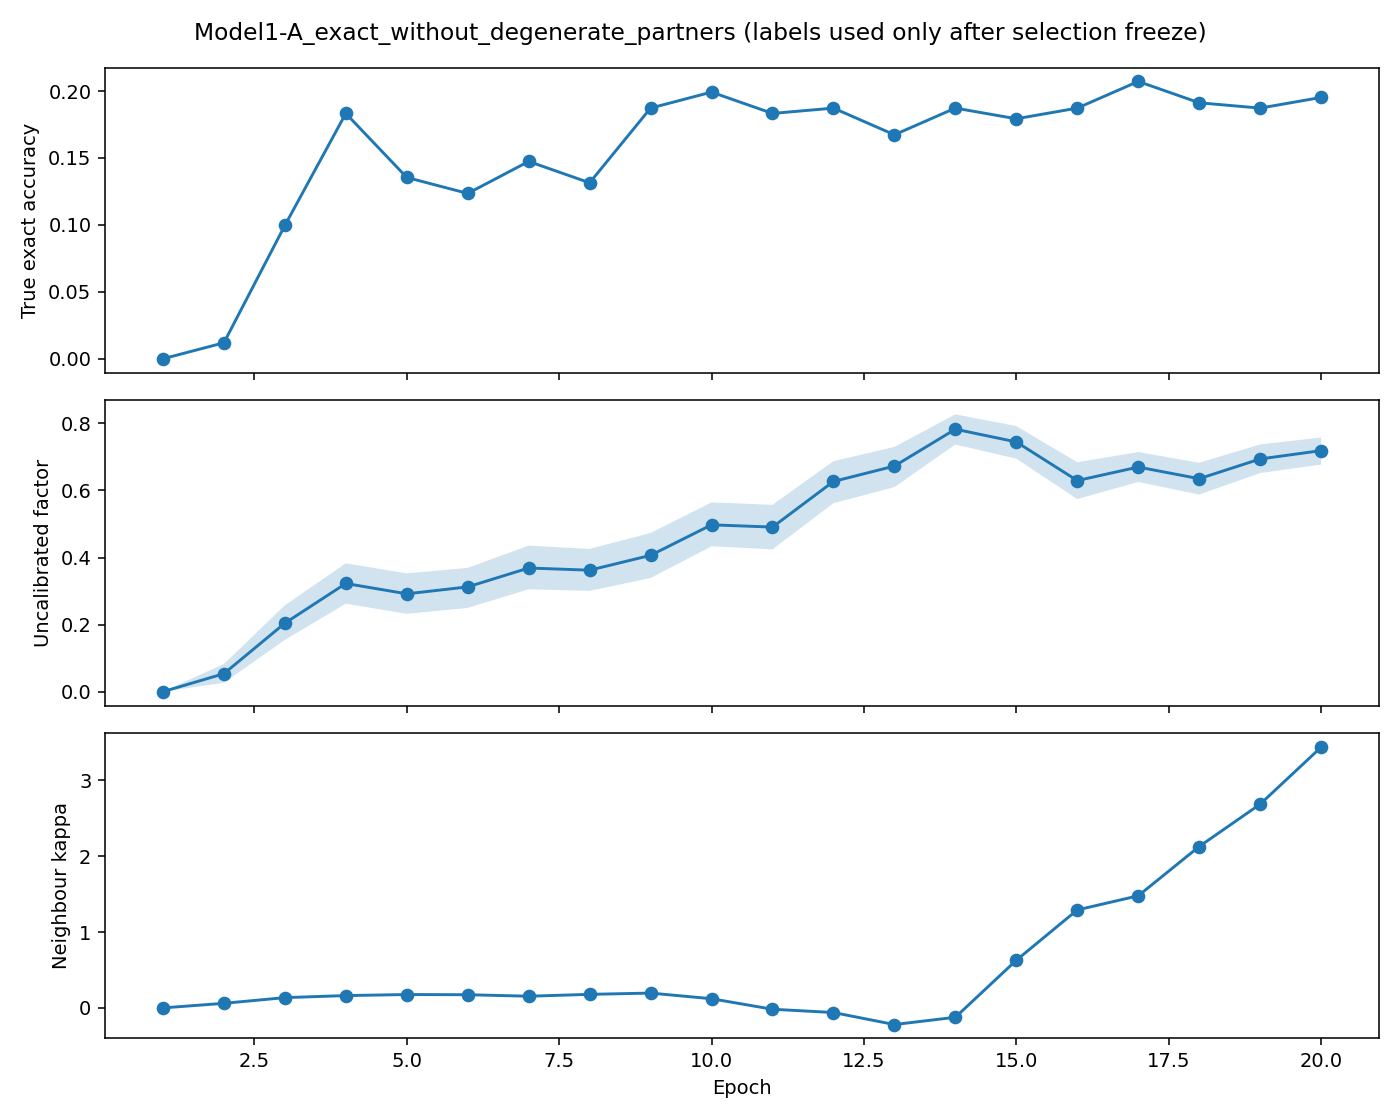 Model1-A_exact_without_degenerate_partners (labels used only after selection freeze)
True exact accuracy
0.20
0.15
0.10
0.05
0.00
Uncalibrated factor
0.8
0.6
0.4
0.2
0.0
Neighbour kappa
3
2
1
0
2.5 5.0 7.5 10.0 12.5 15.0 17.5 20.0
Epoch